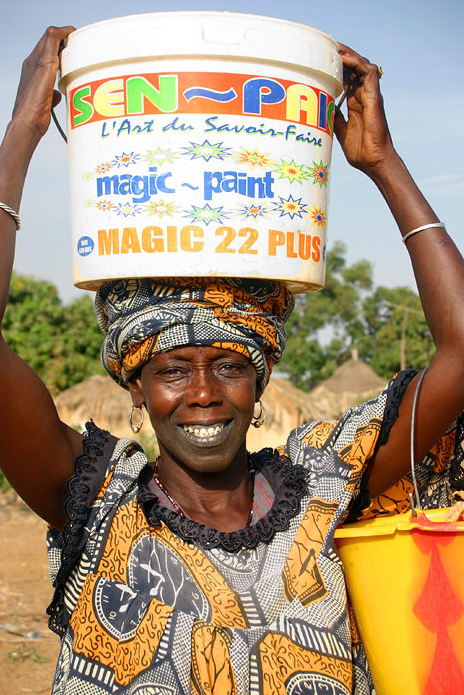 SEN~PAI
L'Art du Savoir-Faire
magic~paint
MAGIC 22 PLUS